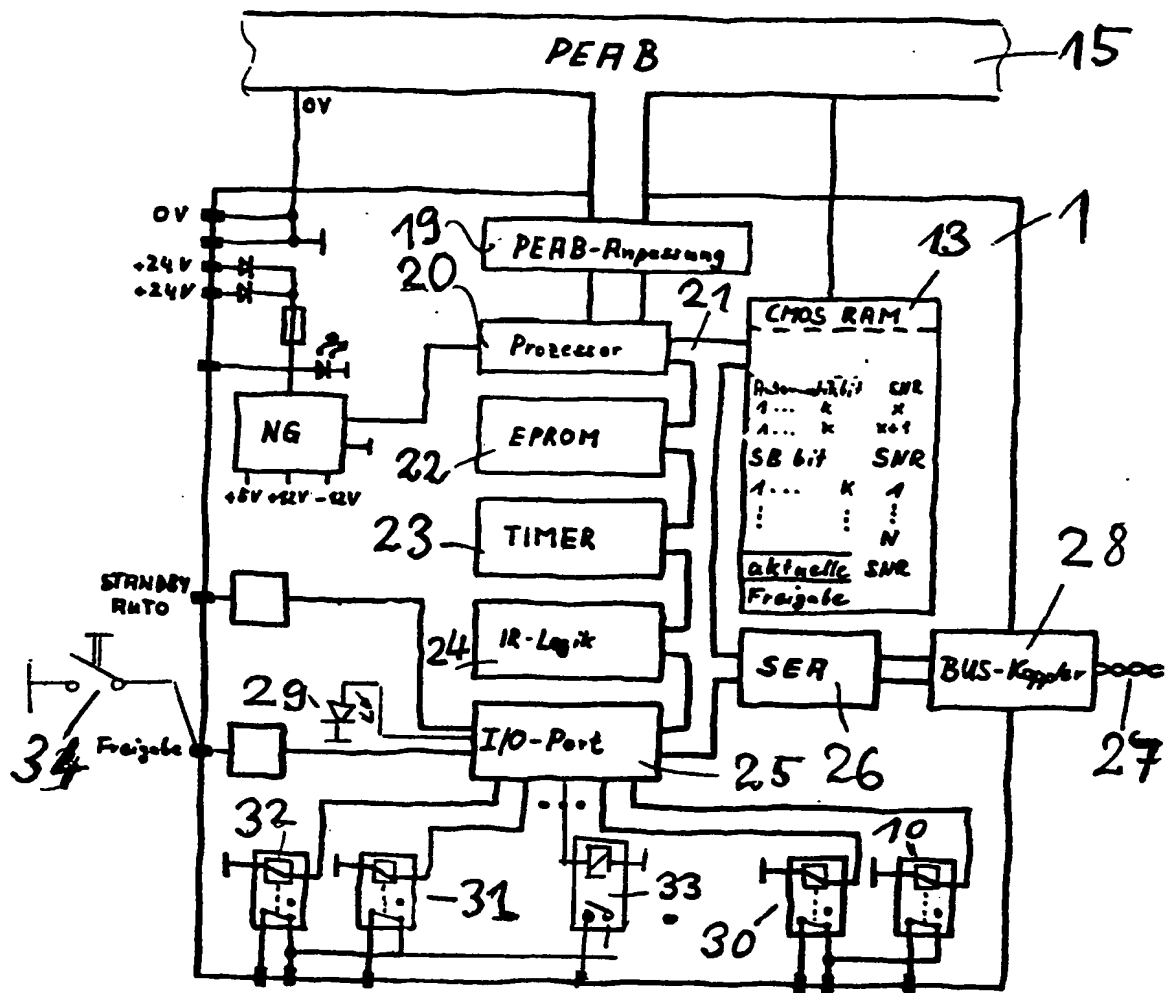 PEAB
15
0V
0V
+24V
+24V
19
PEAB-Anpassung
20
21
13
1
CMOS RAM
Prozessor
Automatikbit SNR
1... k x
1... k x+1
SB bit SNR
1... k 1
N
aktuelle SNR
Freigabe
NG
+5V +12V -12V
EPROM
22
23
TIMER
28
STANDBY
AUTO
24
IR-Logik
SEA
BUS-Koppler
29
34
Freigabe
I/O-Port
25
26
27
...
32
31
33
30
10